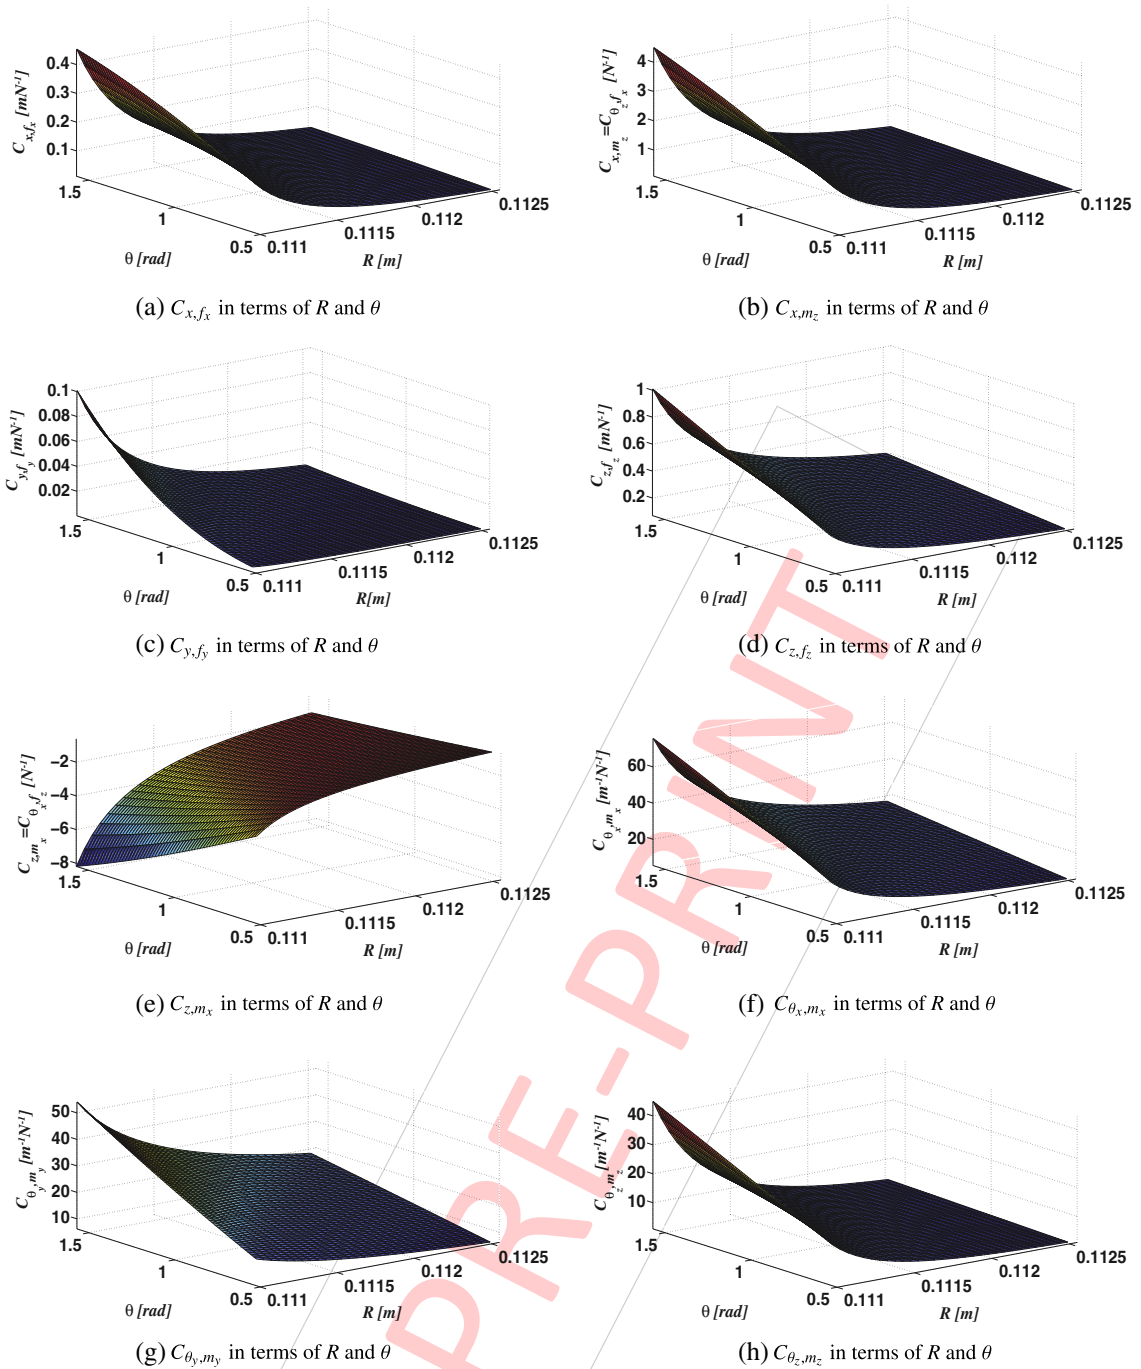 0.4
0.3
0.2
0.1
C_{x,f_x} [mN^{-1}]
1.5
1
0.5
θ [rad]
0.111
0.1115
0.112
0.1125
R [m]
(a) C_{x,f_x} in terms of R and θ
4
3
2
1
C_{x,m_z}=C_{θ_z,f_x} [N^{-1}]
1.5
1
0.5
θ [rad]
0.111
0.1115
0.112
0.1125
R [m]
(b) C_{x,m_z} in terms of R and θ
0.1
0.08
0.06
0.04
0.02
C_{y,f_y} [mN^{-1}]
1.5
1
0.5
θ [rad]
0.111
0.1115
0.112
0.1125
R[m]
(c) C_{y,f_y} in terms of R and θ
1
0.8
0.6
0.4
0.2
C_{z,f_z} [mN^{-1}]
1.5
1
0.5
θ [rad]
0.111
0.1115
0.112
0.1125
R [m]
(d) C_{z,f_z} in terms of R and θ
−2
−4
−6
−8
C_{z,m_x}=C_{θ_x,f_z} [N^{-1}]
1.5
1
0.5
θ [rad]
0.111
0.1115
0.112
0.1125
R [m]
(e) C_{z,m_x} in terms of R and θ
60
40
20
C_{θ_x,m_x} [m^{-1}N^{-1}]
1.5
1
0.5
θ [rad]
0.111
0.1115
0.112
0.1125
R [m]
(f) C_{θ_x,m_x} in terms of R and θ
50
40
30
20
10
C_{θ_y,m_y} [m^{-1}N^{-1}]
1.5
1
0.5
θ [rad]
0.111
0.1115
0.112
0.1125
R [m]
(g) C_{θ_y,m_y} in terms of R and θ
40
30
20
10
C_{θ_z,m_z} [m^{-1}N^{-1}]
1.5
1
0.5
θ [rad]
0.111
0.1115
0.112
0.1125
R [m]
(h) C_{θ_z,m_z} in terms of R and θ
PRE-PRINT